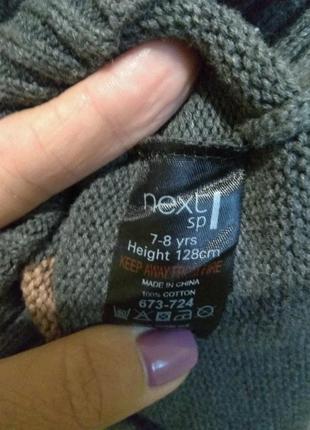 next
sp
7-8 yrs
Height 128cm
KEEP AWAY FROM FIRE
MADE IN CHINA
100% COTTON
673-724